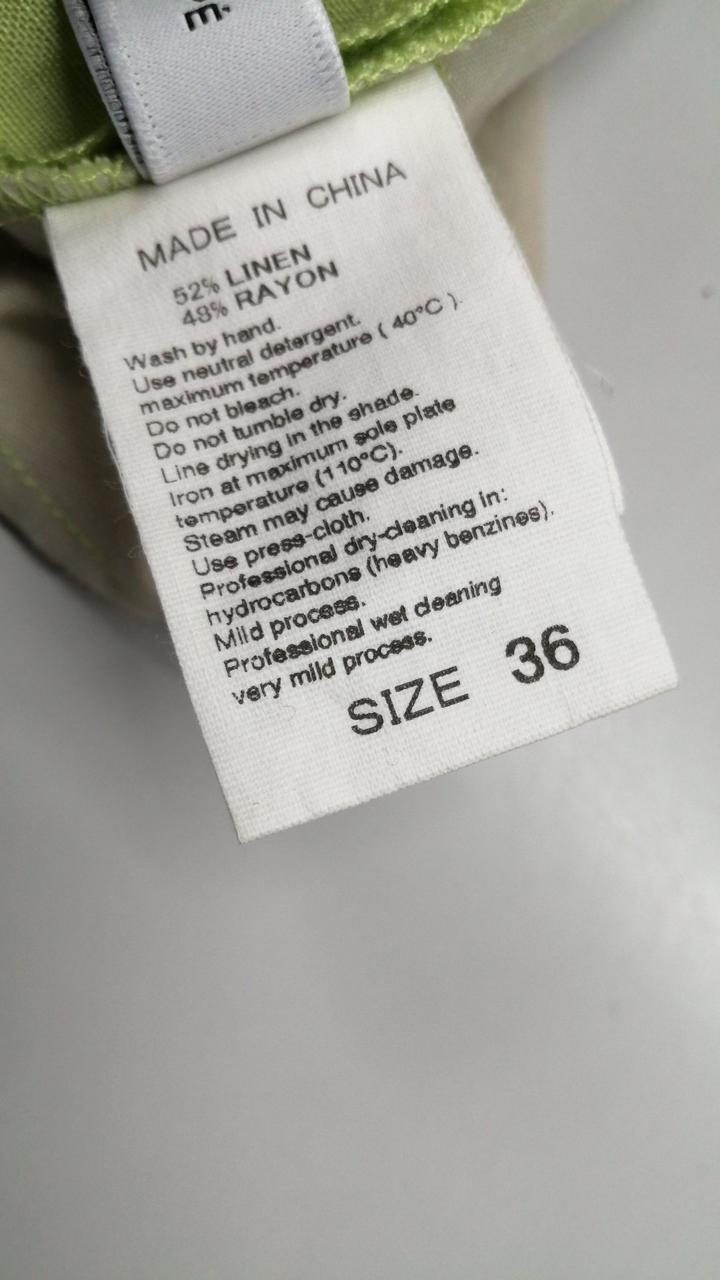 MADE IN CHINA
52% LINEN
48% RAYON
Wash by hand.
Use neutral detergent.
maximum temperature ( 40°C ).
Do not bleach.
Do not tumble dry.
Line drying in the shade.
Iron at maximum sole plate
temperature (110°C).
Steam may cause damage.
Use press-cloth.
Professional dry-cleaning in:
hydrocarbons (heavy benzines).
Mild process.
Professional wet cleaning
very mild process.
SIZE 36